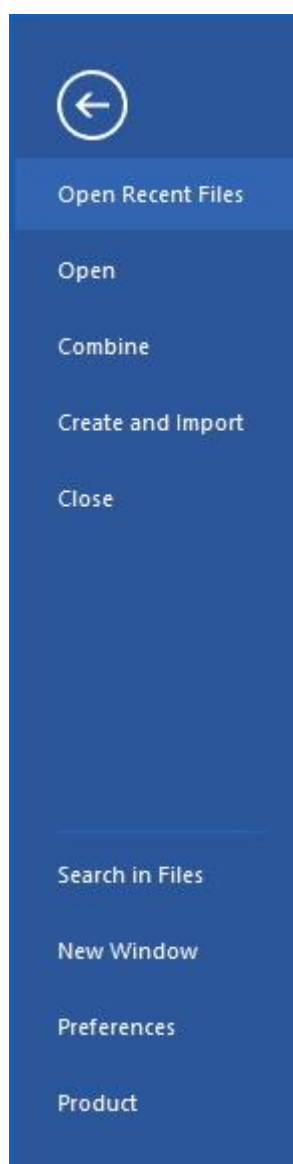 Open Recent Files
Open
Combine
Create and Import
Close
Search in Files
New Window
Preferences
Product